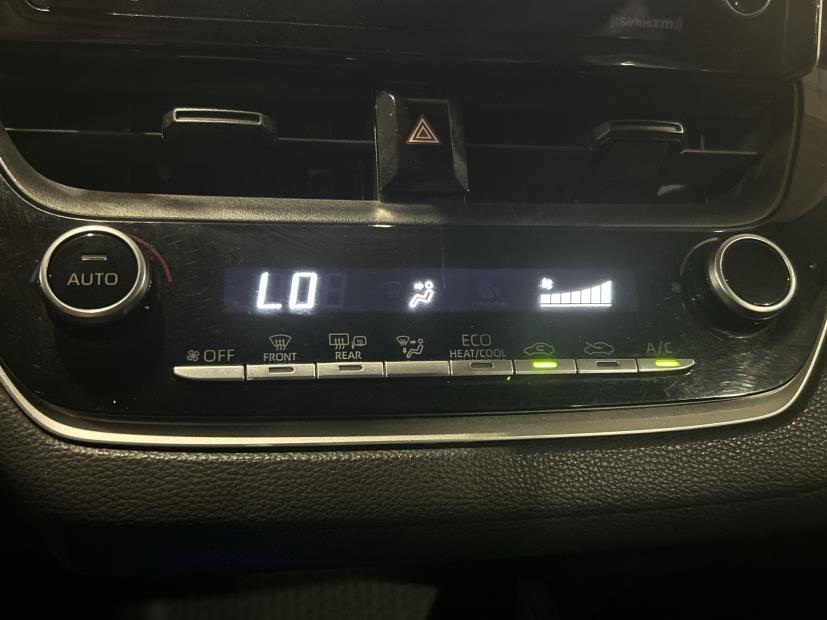 SiriusXM
AUTO
LO
OFF
FRONT
REAR
ECO
HEAT/COOL
A/C